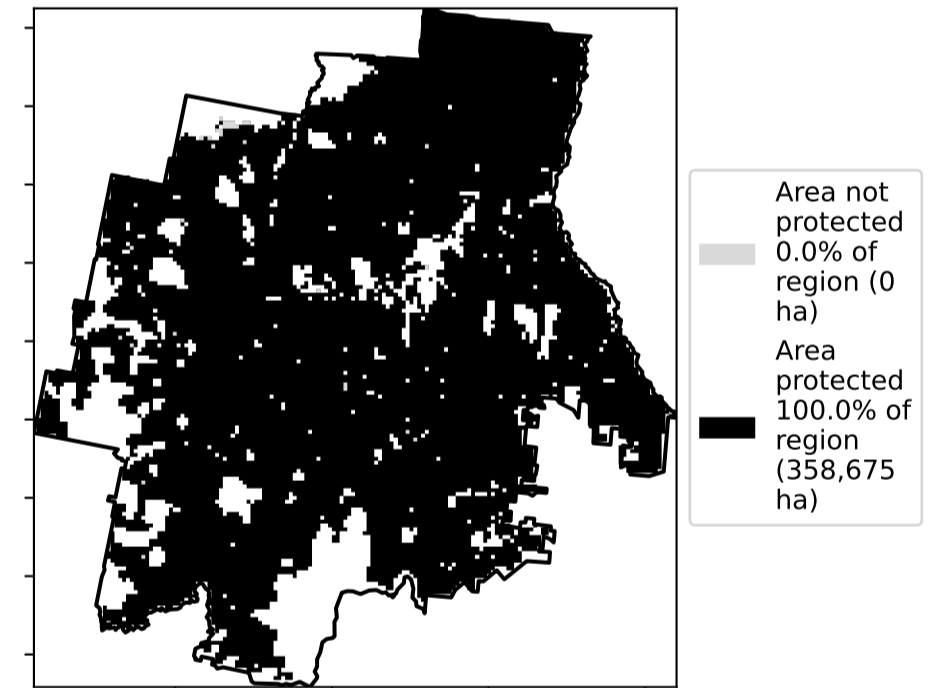 Area not
protected
0.0% of
region (0
ha)
Area
protected
100.0% of
region
(358,675
ha)